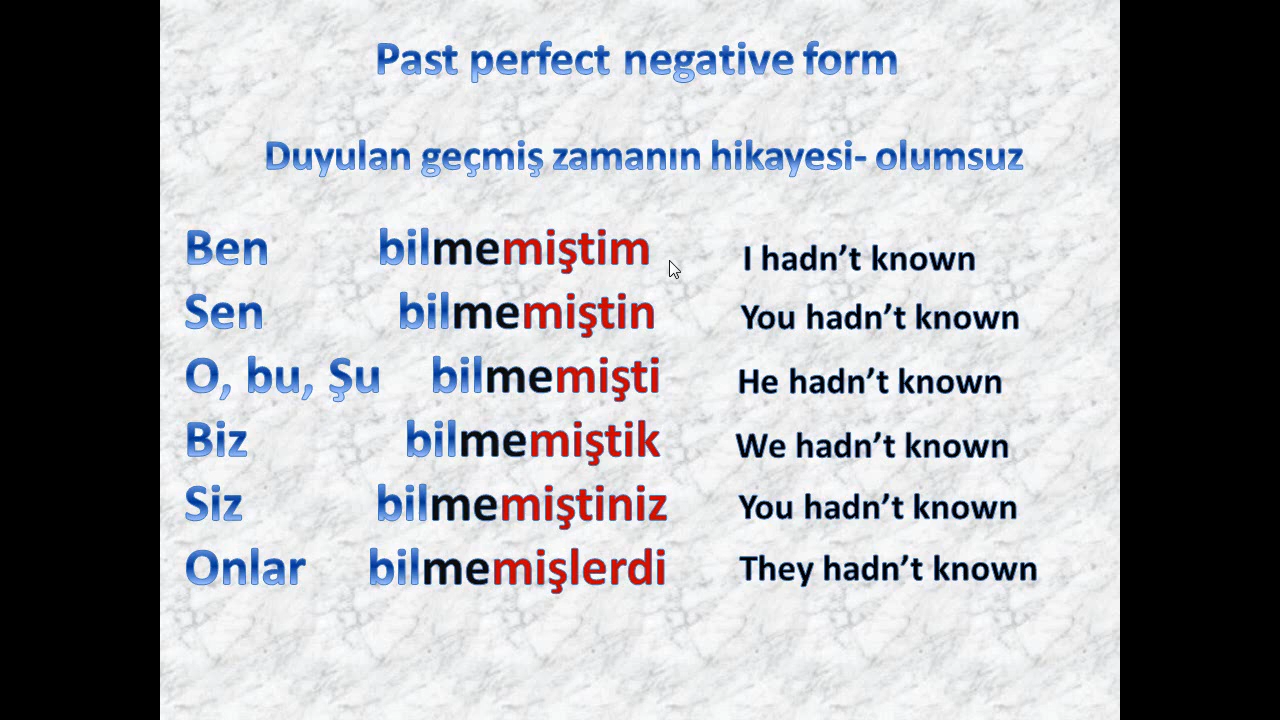 Past perfect negative form
Duyulan geçmiş zamanın hikayesi- olumsuz
Ben bilmemiştim I hadn’t known
Sen bilmemiştin You hadn’t known
O, bu, Şu bilmemişti He hadn’t known
Biz bilmemiştik We hadn’t known
Siz bilmemiştiniz You hadn’t known
Onlar bilmemişlerdi They hadn’t known